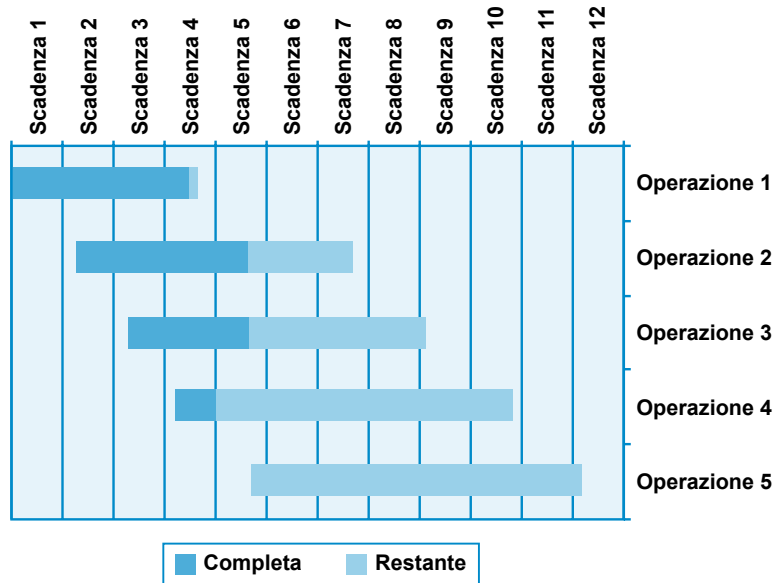 Scadenza 1
Scadenza 2
Scadenza 3
Scadenza 4
Scadenza 5
Scadenza 6
Scadenza 7
Scadenza 8
Scadenza 9
Scadenza 10
Scadenza 11
Scadenza 12
Operazione 1
Operazione 2
Operazione 3
Operazione 4
Operazione 5
Completa
Restante